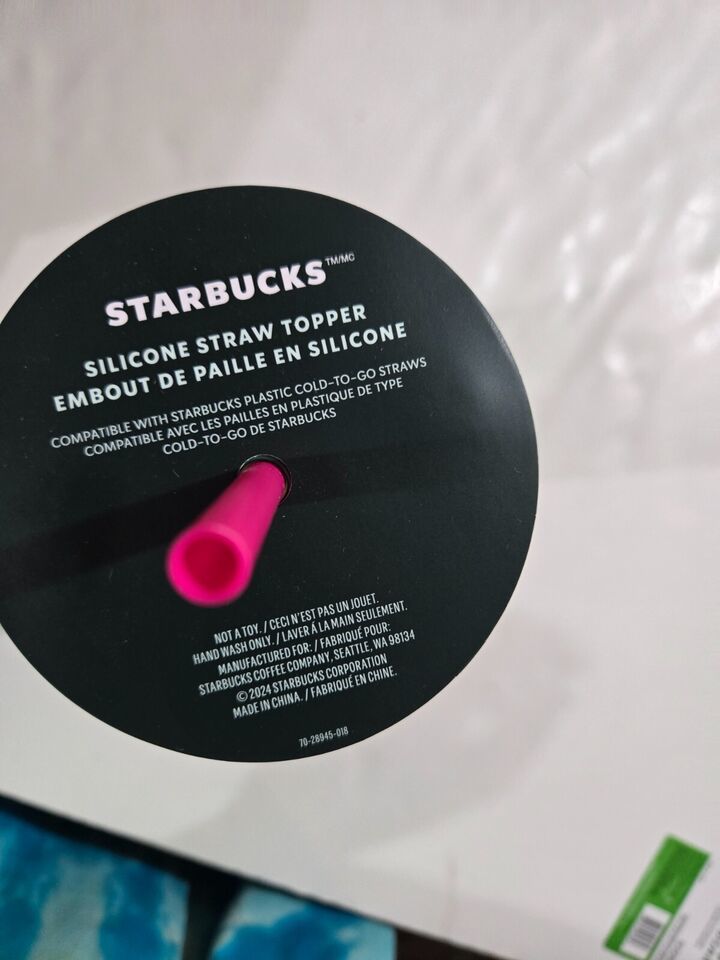 STARBUCKS™/MC
SILICONE STRAW TOPPER
EMBOUT DE PAILLE EN SILICONE
COMPATIBLE WITH STARBUCKS PLASTIC COLD-TO-GO STRAWS
COMPATIBLE AVEC LES PAILLES EN PLASTIQUE DE TYPE
COLD-TO-GO DE STARBUCKS
NOT A TOY. / CECI N'EST PAS UN JOUET.
HAND WASH ONLY. / LAVER Á LA MAIN SEULEMENT.
MANUFACTURED FOR: / FABRIQUÉ POUR:
STARBUCKS COFFEE COMPANY, SEATTLE, WA 98134
© 2024 STARBUCKS CORPORATION
MADE IN CHINA. / FABRIQUÉ EN CHINE.
70-28945-018